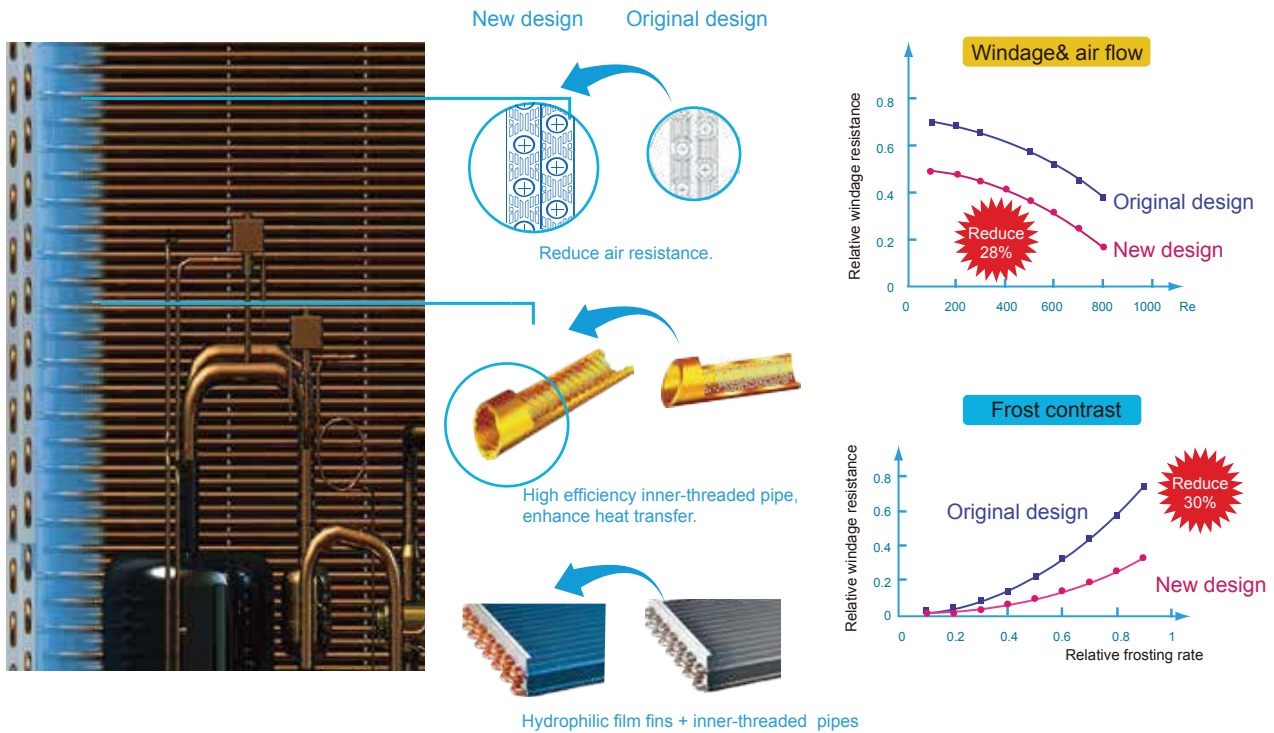 New design
Original design
Reduce air resistance.
High efficiency inner-threaded pipe,
enhance heat transfer.
Hydrophilic film fins + inner-threaded pipes
Windage& air flow
Relative windage resistance
0.8
0.6
0.4
0.2
0
0
200
400
600
800
1000
Re
Original design
New design
Reduce
28%
Frost contrast
Relative windage resistance
0.8
0.6
0.4
0.2
0
0
0.2
0.4
0.6
0.8
1
Relative frosting rate
Original design
New design
Reduce
30%